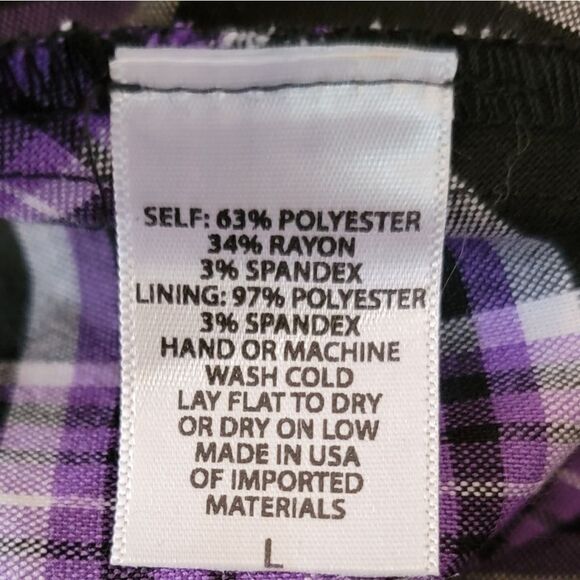 SELF: 63% POLYESTER
34% RAYON
3% SPANDEX
LINING: 97% POLYESTER
3% SPANDEX
HAND OR MACHINE
WASH COLD
LAY FLAT TO DRY
OR DRY ON LOW
MADE IN USA
OF IMPORTED
MATERIALS
L